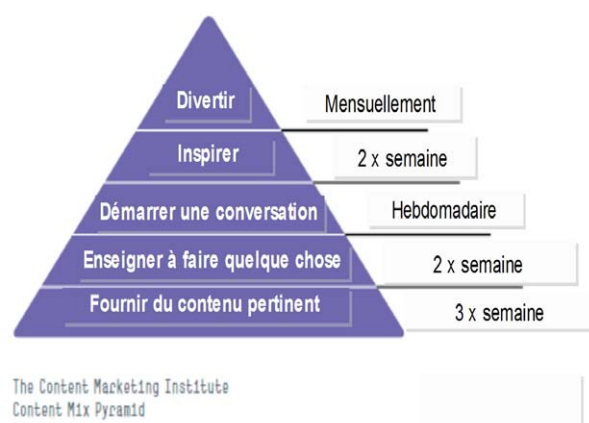 Divertir
Mensuellement
Inspirer
2 x semaine
Démarrer une conversation
Hebdomadaire
Enseigner à faire quelque chose
2 x semaine
Fournir du contenu pertinent
3 x semaine
The Content Marketing Institute
Content Mix Pyramid